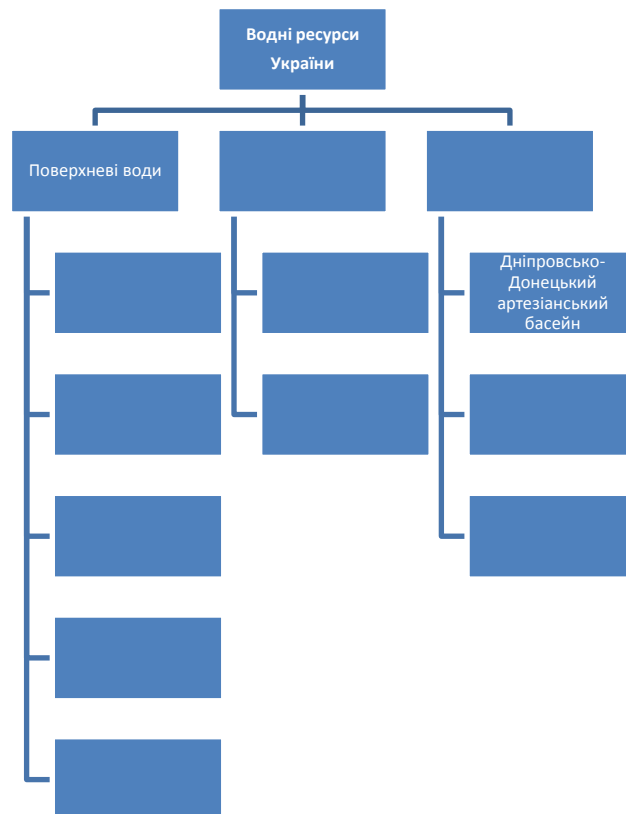 Водні ресурси
України
Поверхневі води
Дніпровсько-
Донецький
артезіанський
басейн